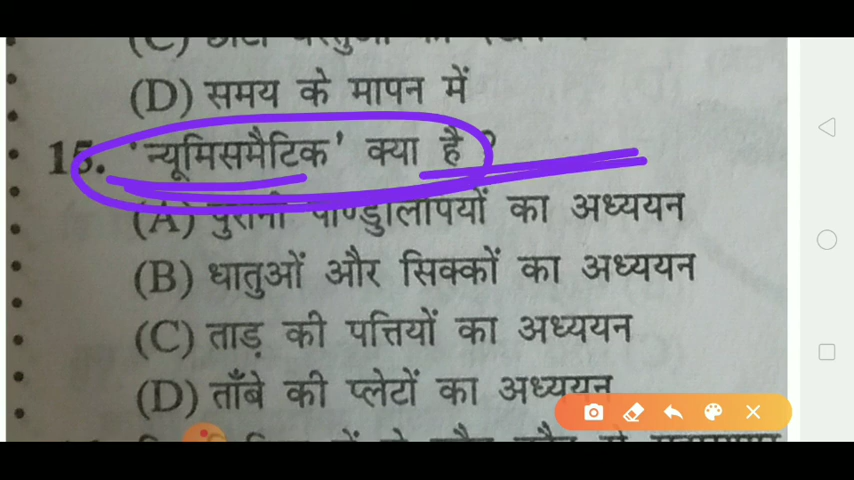 (D) समय के मापन में
15. 'न्यूमिसमैटिक' क्या है ?
(A) पुरानी पाण्डुलिपियों का अध्ययन
(B) धातुओं और सिक्कों का अध्ययन
(C) ताड़ की पत्तियों का अध्ययन
(D) ताँबे की प्लेटों का अध्ययन